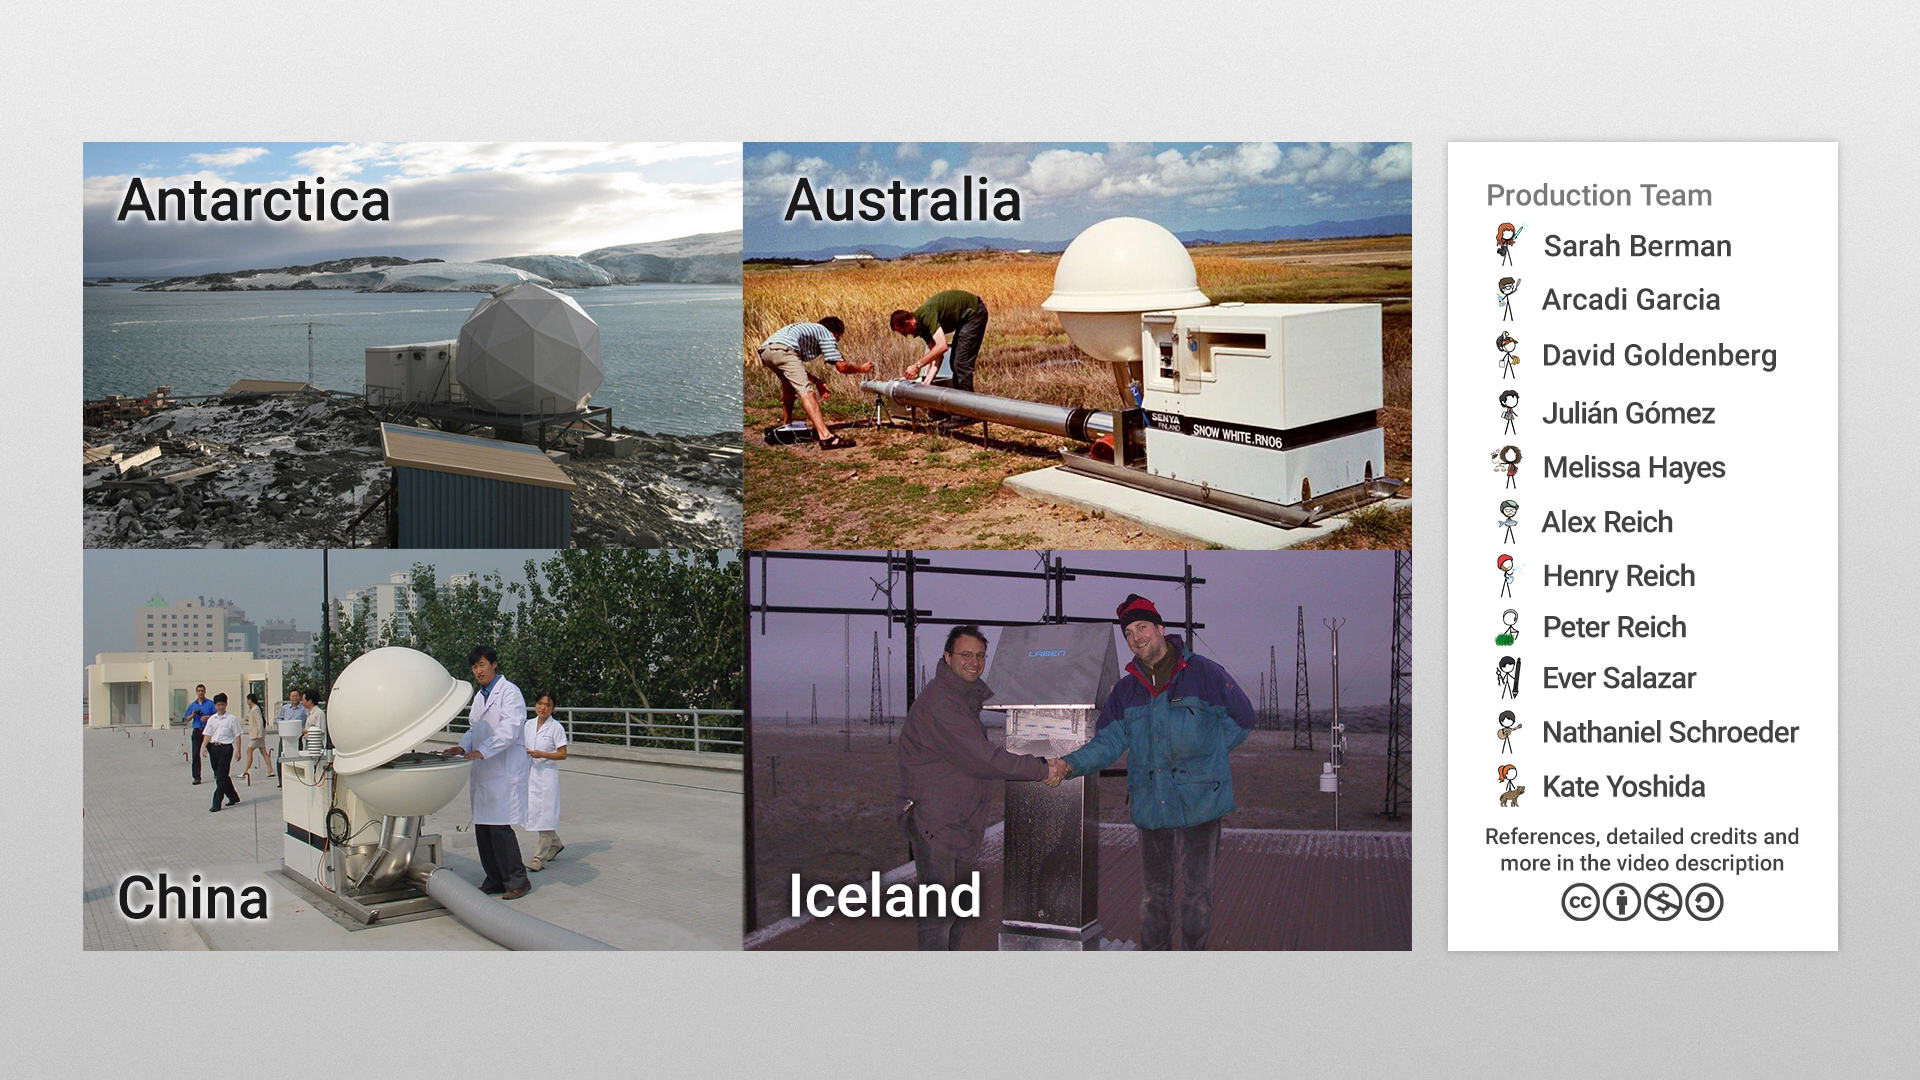 Antarctica
Australia
SENYA
FINLAND
SNOW WHITE.RN06
China
LABEN
Iceland
Production Team
Sarah Berman
Arcadi Garcia
David Goldenberg
Julián Gómez
Melissa Hayes
Alex Reich
Henry Reich
Peter Reich
Ever Salazar
Nathaniel Schroeder
Kate Yoshida
References, detailed credits and
more in the video description
cc